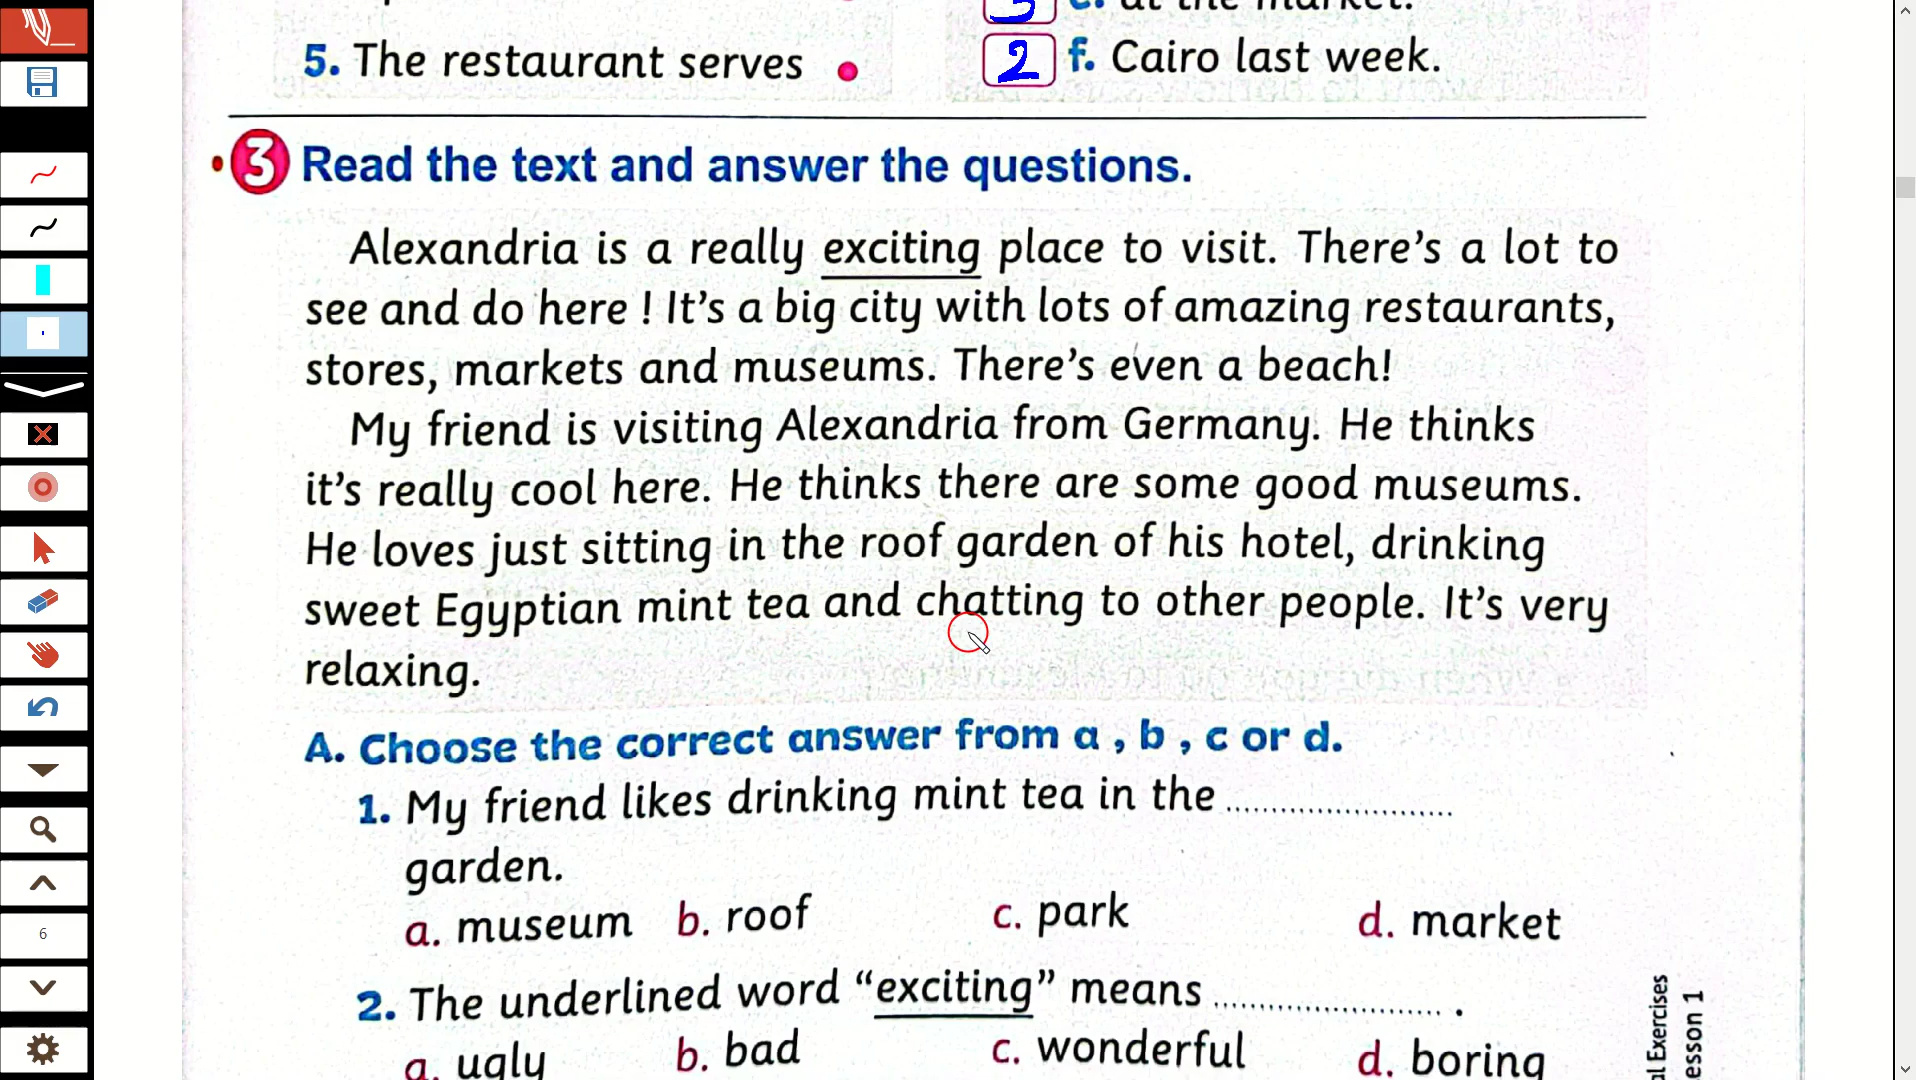 at the market.
5. The restaurant serves
3
2 f. Cairo last week.
3 Read the text and answer the questions.
Alexandria is a really exciting place to visit. There's a lot to
see and do here ! It's a big city with lots of amazing restaurants,
stores, markets and museums. There's even a beach!
My friend is visiting Alexandria from Germany. He thinks
it's really cool here. He thinks there are some good museums.
He loves just sitting in the roof garden of his hotel, drinking
sweet Egyptian mint tea and chatting to other people. It's very
relaxing.
A. Choose the correct answer from a , b , c or d.
1. My friend likes drinking mint tea in the ........................
garden.
a. museum b. roof c. park d. market
2. The underlined word “exciting” means ........................ .
a. ugly b. bad c. wonderful d. boring
6